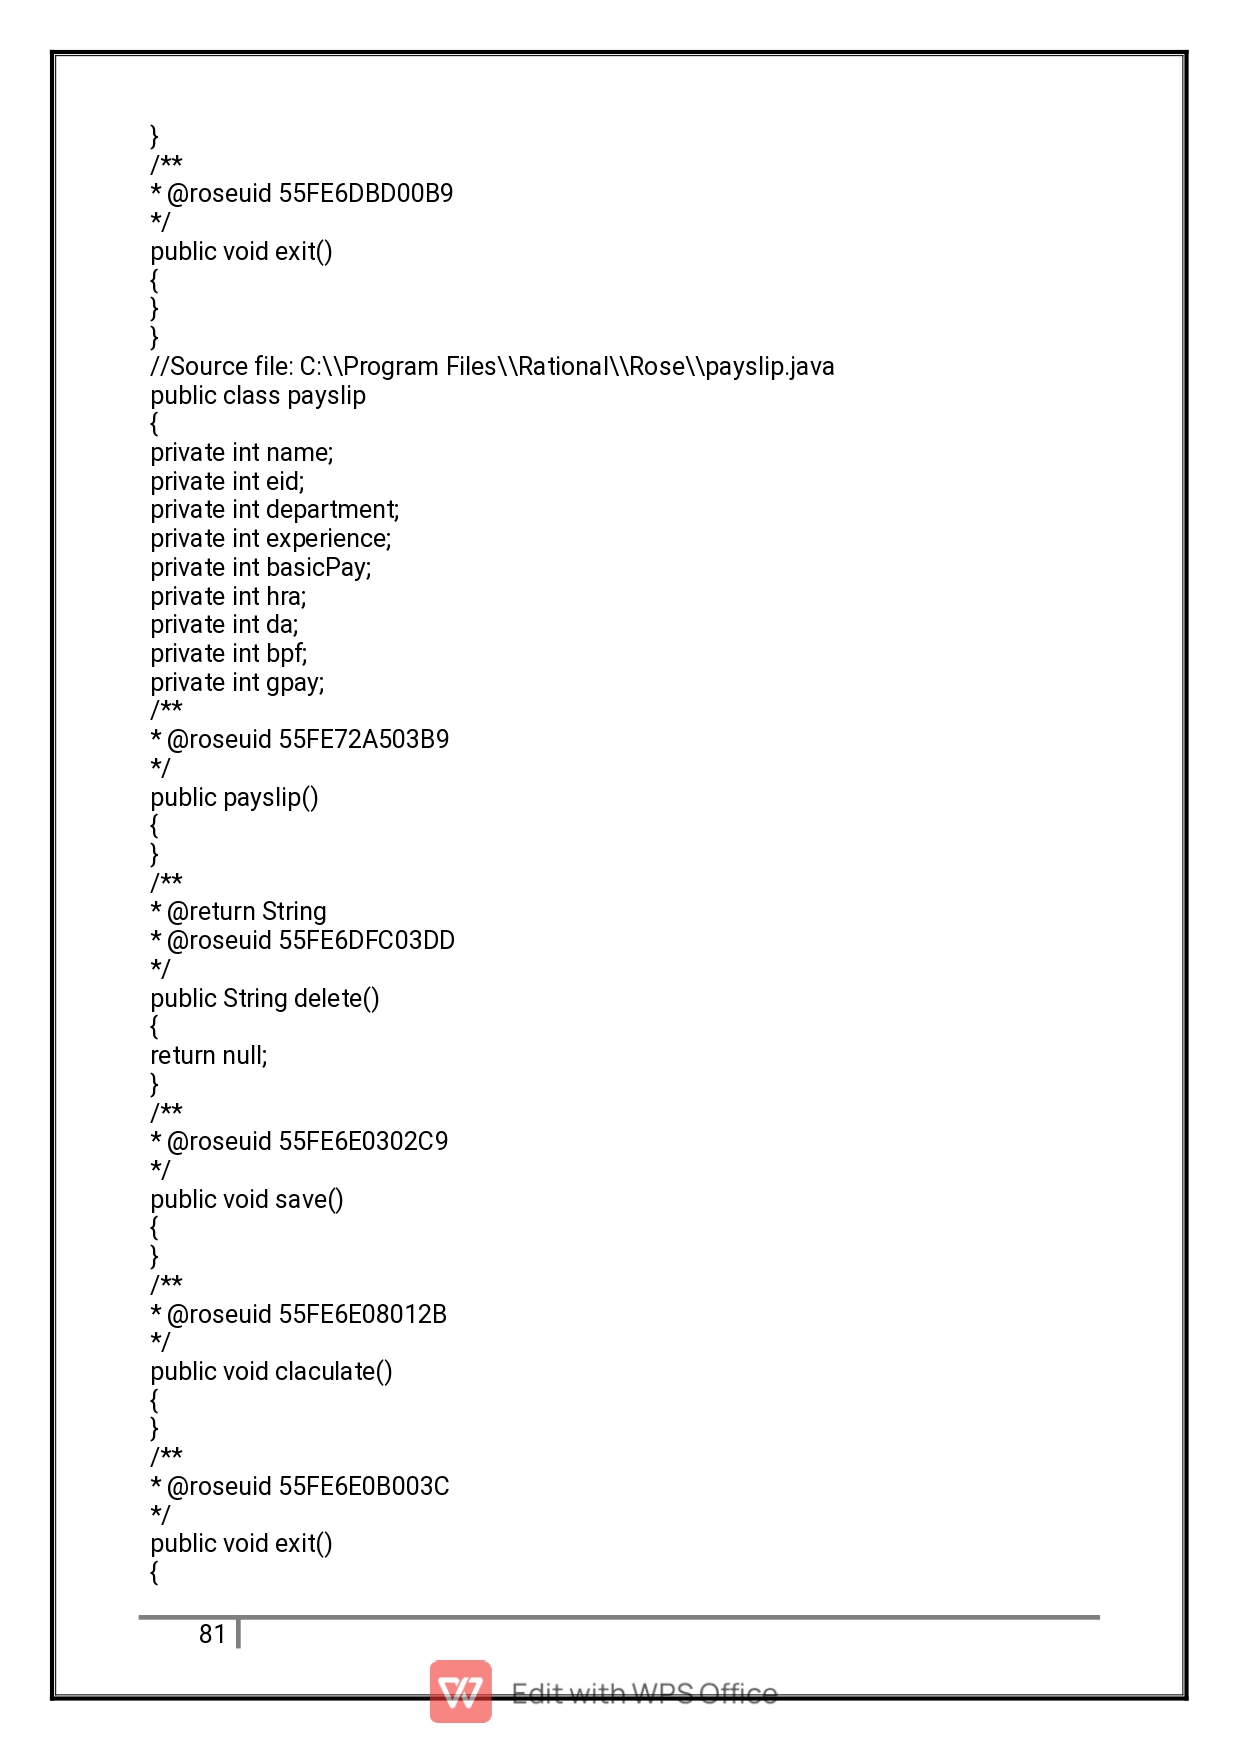 }
/**
* @roseuid 55FE6DBD00B9
*/
public void exit()
{
}
}
//Source file: C:\\Program Files\\Rational\\Rose\\payslip.java
public class payslip
{
private int name;
private int eid;
private int department;
private int experience;
private int basicPay;
private int hra;
private int da;
private int bpf;
private int gpay;
/**
* @roseuid 55FE72A503B9
*/
public payslip()
{
}
/**
* @return String
* @roseuid 55FE6DFC03DD
*/
public String delete()
{
return null;
}
/**
* @roseuid 55FE6E0302C9
*/
public void save()
{
}
/**
* @roseuid 55FE6E08012B
*/
public void claculate()
{
}
/**
* @roseuid 55FE6E0B003C
*/
public void exit()
{
81
Edit with WPS Office